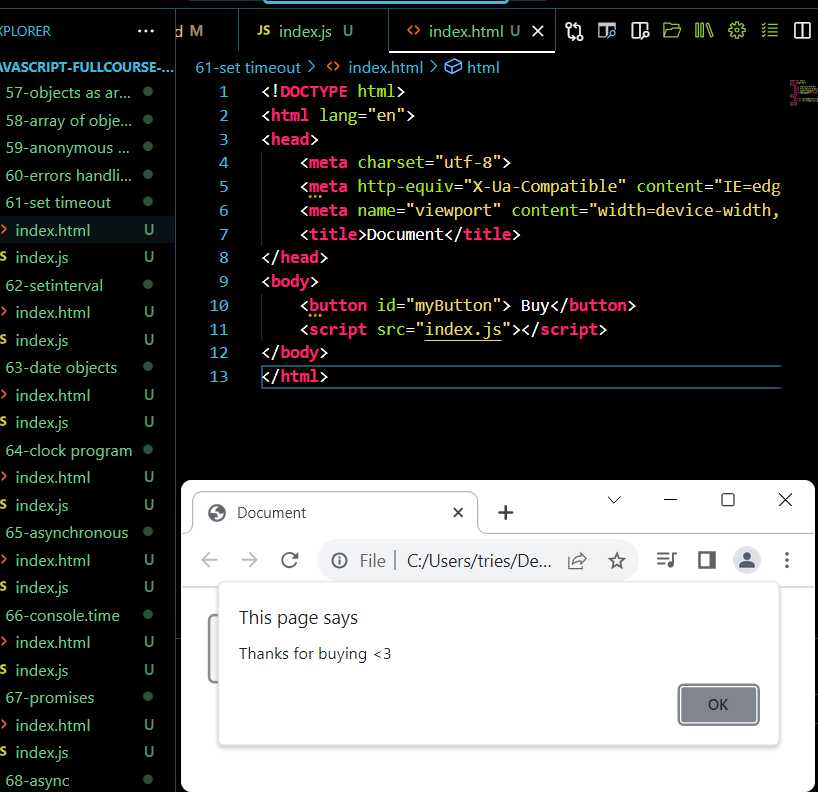 XPLORER ...
AVASCRIPT-FULLCOURSE-...
57-objects as ar...
58-array of obje...
59-anonymous ...
60-errors handli...
61-set timeout
index.html U
S index.js U
62-setinterval
index.html U
S index.js U
63-date objects
index.html U
S index.js U
64-clock program
index.html U
S index.js U
65-asynchronous
index.html U
S index.js U
66-console.time
index.html U
S index.js U
67-promises
index.html U
S index.js U
68-async
d M JS index.js U <> index.html U
61-set timeout > <> index.html > html
1 <!DOCTYPE html>
2 <html lang="en">
3 <head>
4 <meta charset="utf-8">
5 <meta http-equiv="X-Ua-Compatible" content="IE=edg
6 <meta name="viewport" content="width=device-width,
7 <title>Document</title>
8 </head>
9 <body>
10 <button id="myButton"> Buy</button>
11 <script src="index.js"></script>
12 </body>
13 </html>
Document
File | C:/Users/tries/De...
This page says
Thanks for buying <3
OK